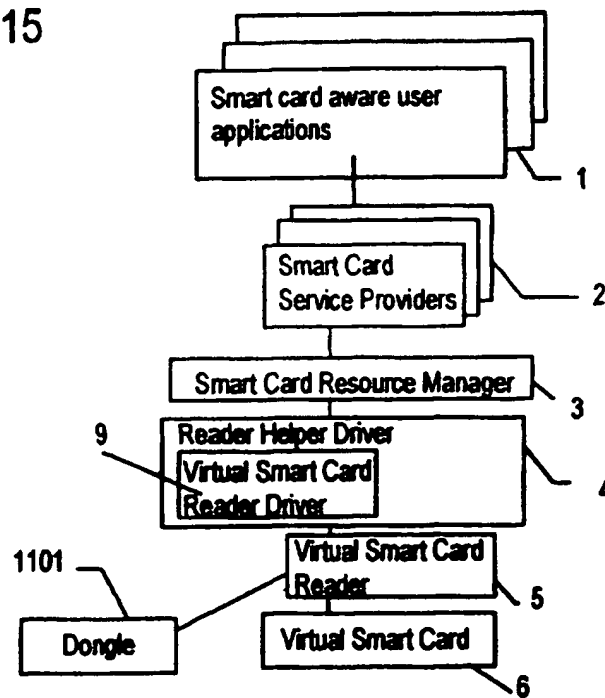 15
Smart card aware user
applications
1
Smart Card
Service Providers
2
Smart Card Resource Manager
3
Reader Helper Driver
9
Virtual Smart Card
Reader Driver
4
1101
Virtual Smart Card
Reader
5
Dongle
Virtual Smart Card
6